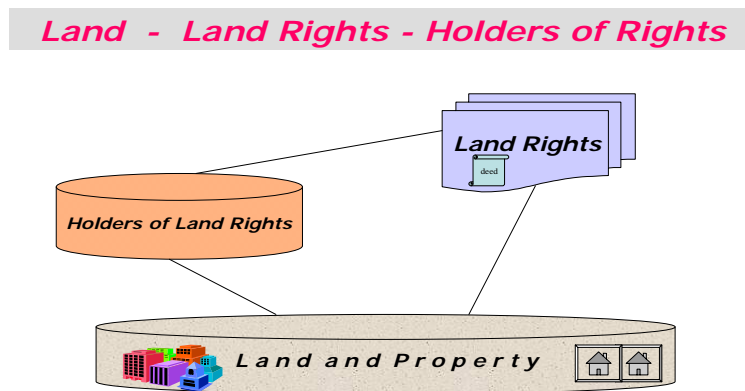 Land - Land Rights - Holders of Rights
Land Rights
deed
Holders of Land Rights
Land and Property